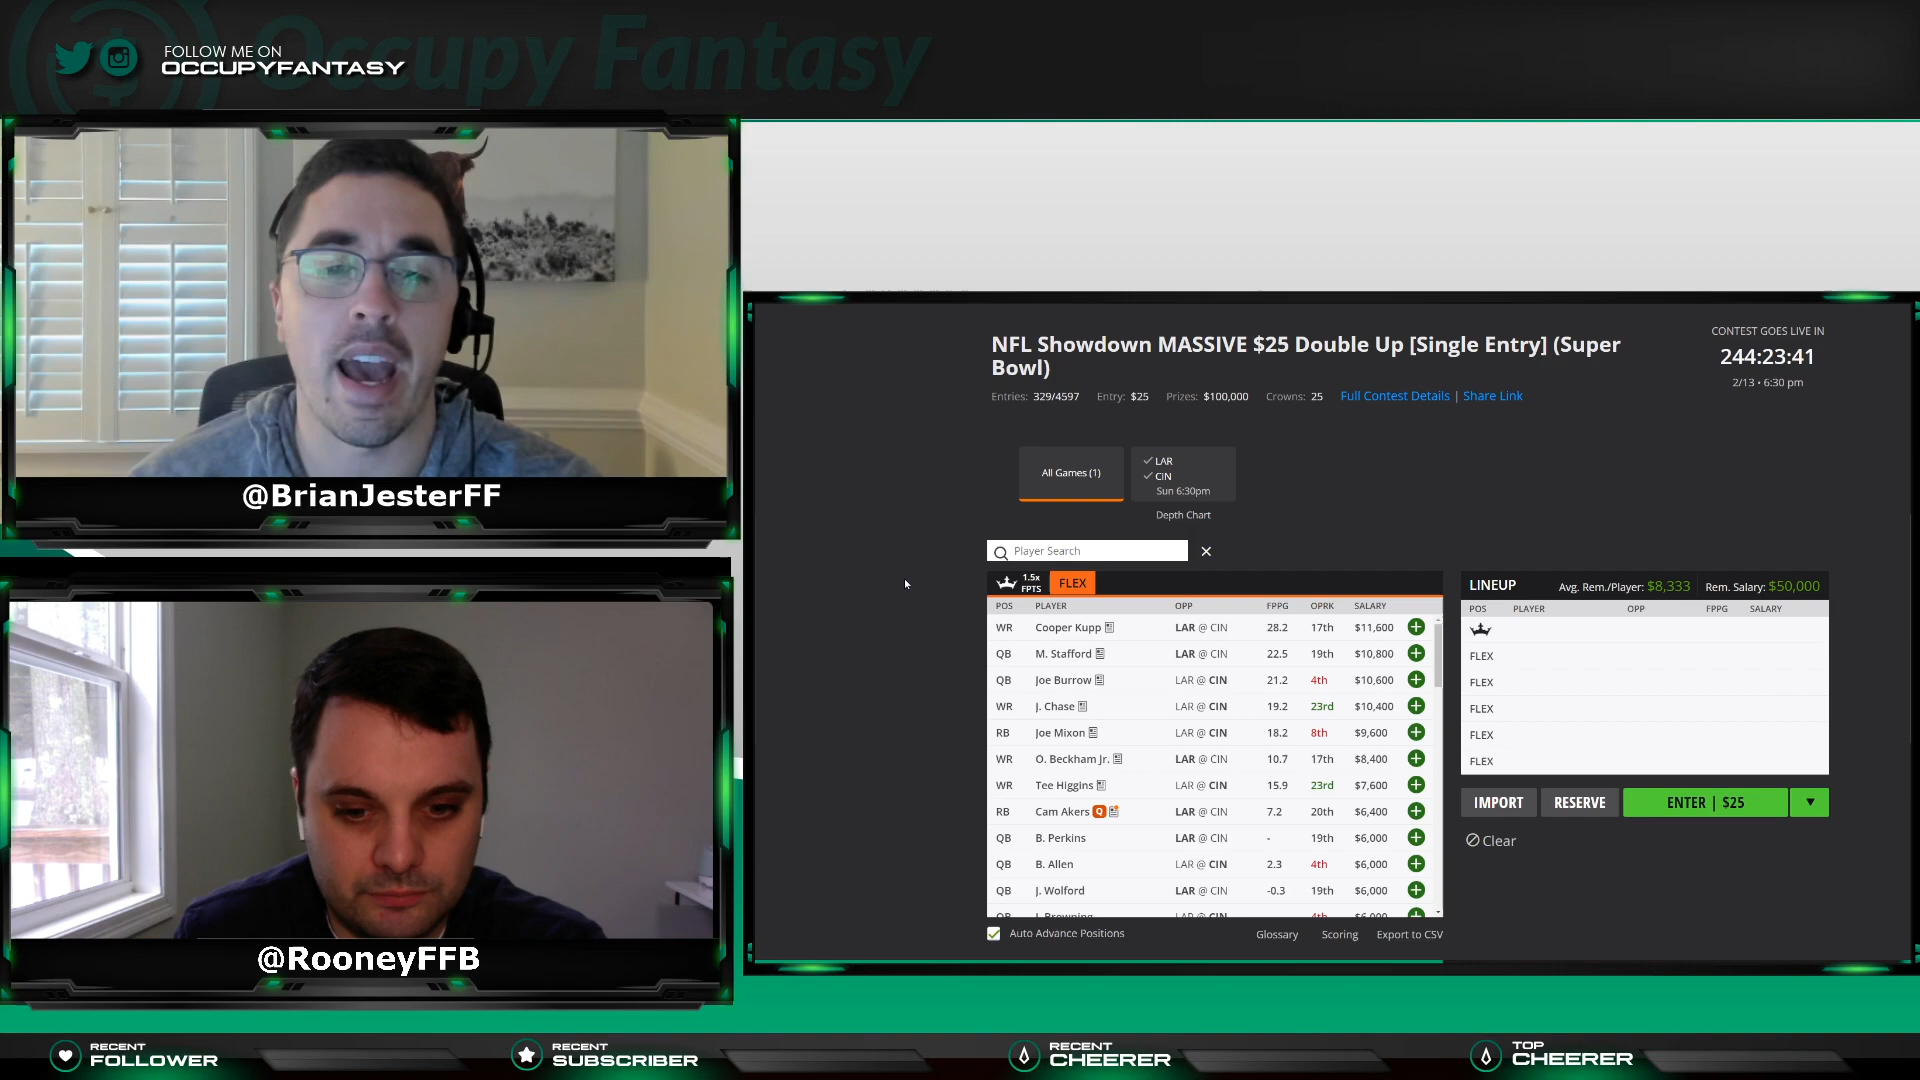 Occupy Fantasy
FOLLOW ME ON
OCCUPYFANTASY
@BrianJesterFF
@RooneyFFB
NFL Showdown MASSIVE $25 Double Up [Single Entry] (Super
Bowl)
CONTEST GOES LIVE IN
244:23:41
2/13 • 6:30 pm
Entries: 329/4597 Entry: $25 Prizes: $100,000 Crowns: 25 Full Contest Details | Share Link
All Games (1)
LAR
CIN
Sun 6:30pm
Depth Chart
Player Search
1.5x
FPTS
FLEX
POS PLAYER OPP FPPG OPRK SALARY
WR Cooper Kupp LAR @ CIN 28.2 17th $11,600
QB M. Stafford LAR @ CIN 22.5 19th $10,800
QB Joe Burrow LAR @ CIN 21.2 4th $10,600
WR J. Chase LAR @ CIN 19.2 23rd $10,400
RB Joe Mixon LAR @ CIN 18.2 8th $9,600
WR O. Beckham Jr. LAR @ CIN 10.7 17th $8,400
WR Tee Higgins LAR @ CIN 15.9 23rd $7,600
RB Cam Akers Q LAR @ CIN 7.2 20th $6,400
QB B. Perkins LAR @ CIN - 19th $6,000
QB B. Allen LAR @ CIN 2.3 4th $6,000
QB J. Wolford LAR @ CIN -0.3 19th $6,000
QB J. Browning LAR @ CIN 4th $6,000
Auto Advance Positions
Glossary Scoring Export to CSV
LINEUP Avg. Rem./Player: $8,333 Rem. Salary: $50,000
POS PLAYER OPP FPPG SALARY
FLEX
FLEX
FLEX
FLEX
FLEX
IMPORT RESERVE ENTER | $25
Clear
RECENT
FOLLOWER
RECENT
SUBSCRIBER
RECENT
CHEERER
TOP
CHEERER